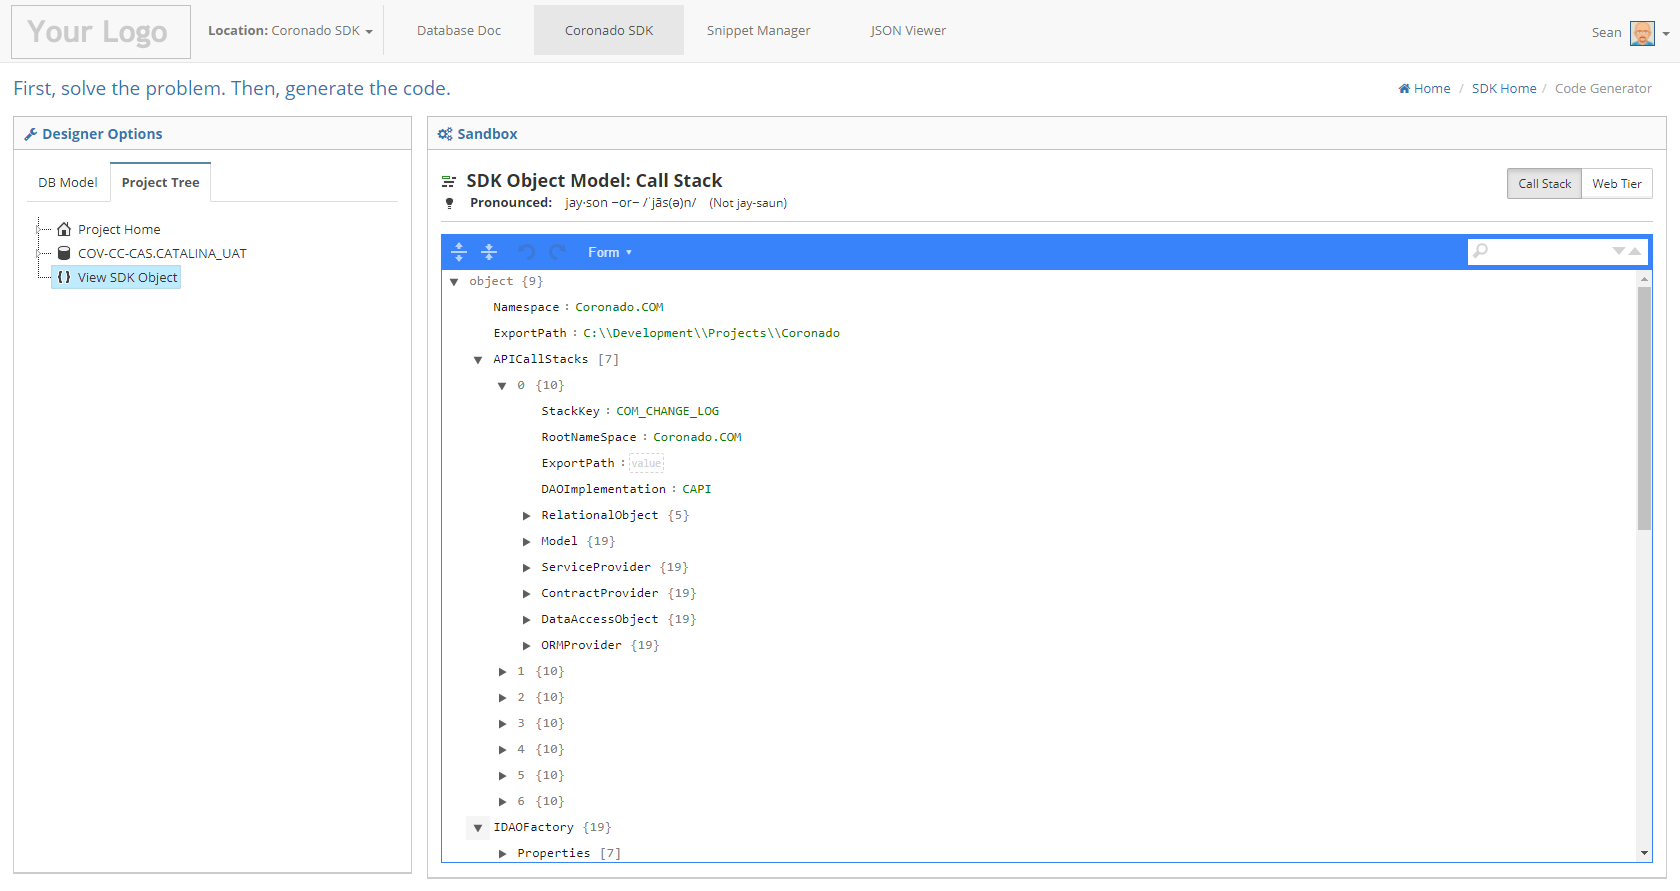 Your Logo
Location: Coronado SDK
Database Doc
Coronado SDK
Snippet Manager
JSON Viewer
Sean
First, solve the problem. Then, generate the code.
Home / SDK Home / Code Generator
Designer Options
DB Model
Project Tree
Project Home
COV-CC-CAS.CATALINA_UAT
View SDK Object
Sandbox
SDK Object Model: Call Stack
Call Stack
Web Tier
Pronounced: jay·son −or− /ˈjās(ə)n/ (Not jay-saun)
Form
object {9}
Namespace : Coronado.COM
ExportPath : C:\\Development\\Projects\\Coronado
APICallStacks [7]
0 {10}
StackKey : COM_CHANGE_LOG
RootNameSpace : Coronado.COM
ExportPath : value
DAOImplementation : CAPI
RelationalObject {5}
Model {19}
ServiceProvider {19}
ContractProvider {19}
DataAccessObject {19}
ORMProvider {19}
1 {10}
2 {10}
3 {10}
4 {10}
5 {10}
6 {10}
IDAOFactory {19}
Properties [7]